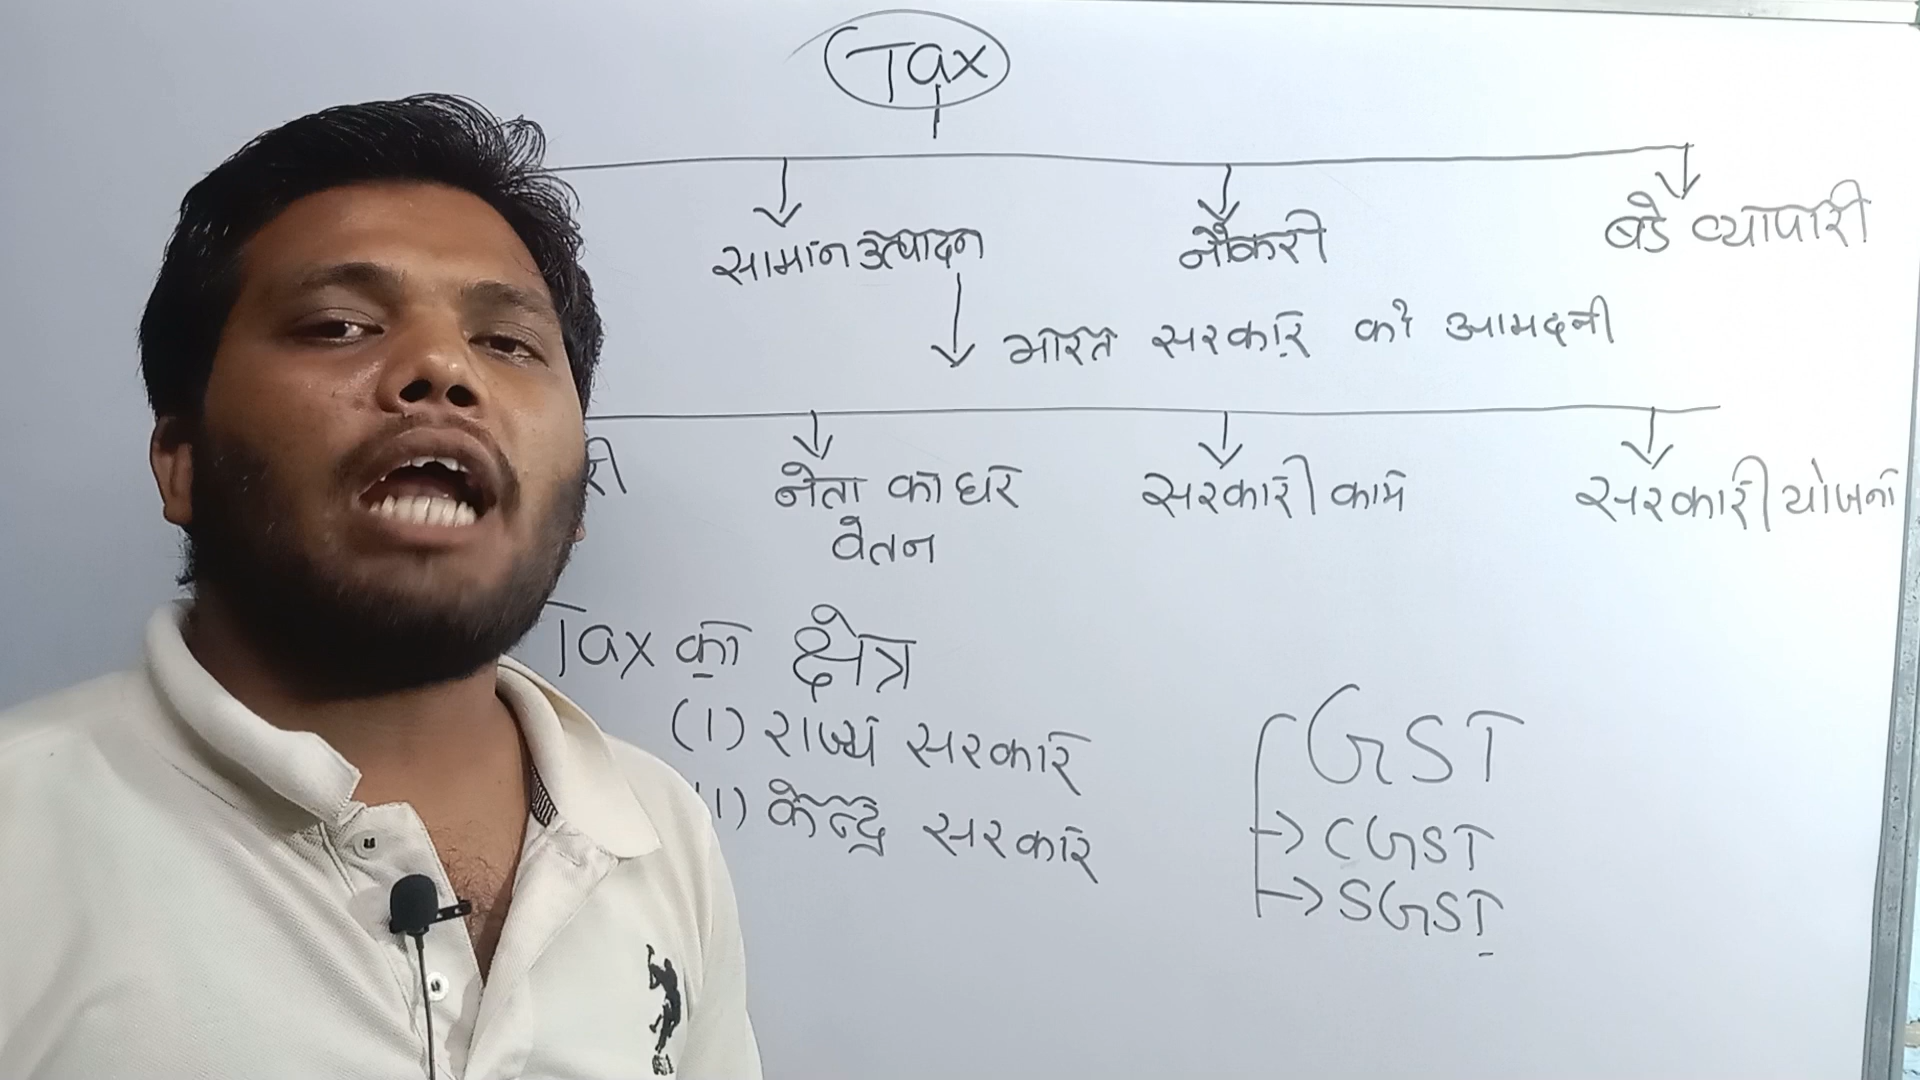 Tax
सामान उत्पादन नौकरी बडे व्यापारी
भारत सरकार को आमदनी
री नेता का घर सरकारी काम सरकारी योजना
वेतन
Tax का क्षेत्र
(I) राज्य सरकार
(II) केन्द्र सरकार
GST
→ CGST
→ SGST